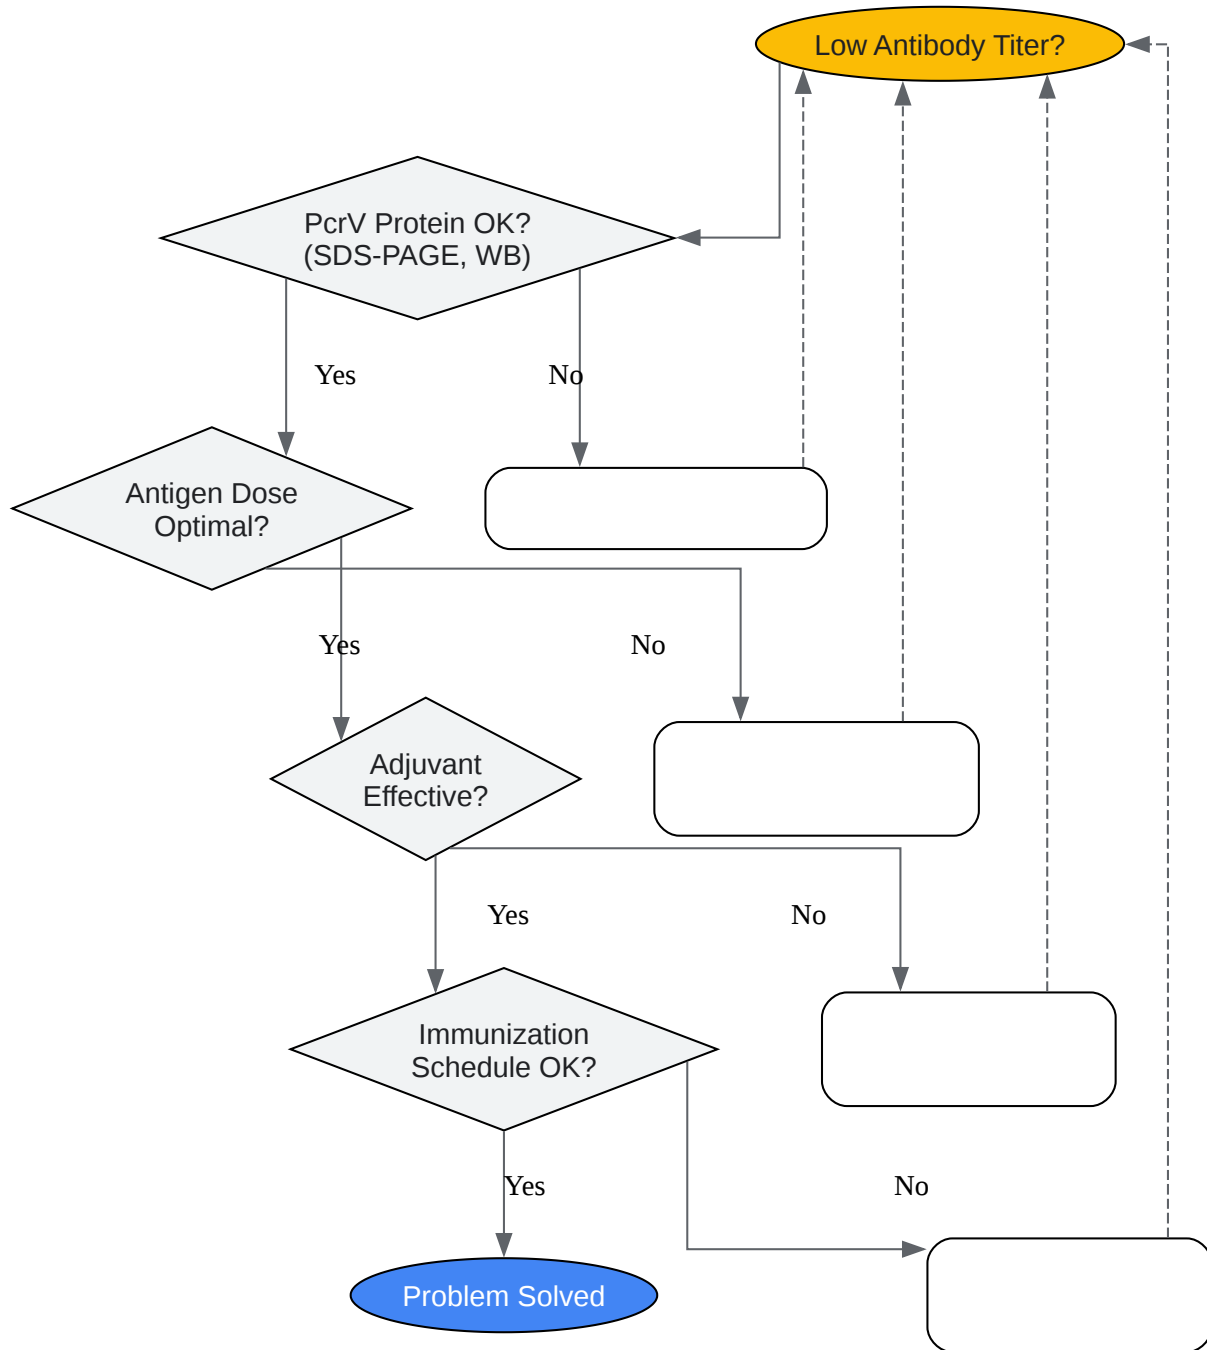 Low Antibody Titer?
PcrV Protein OK?
(SDS-PAGE, WB)
Yes
No
Antigen Dose
Optimal?
Yes
No
Adjuvant
Effective?
Yes
No
Immunization
Schedule OK?
Yes
No
Problem Solved